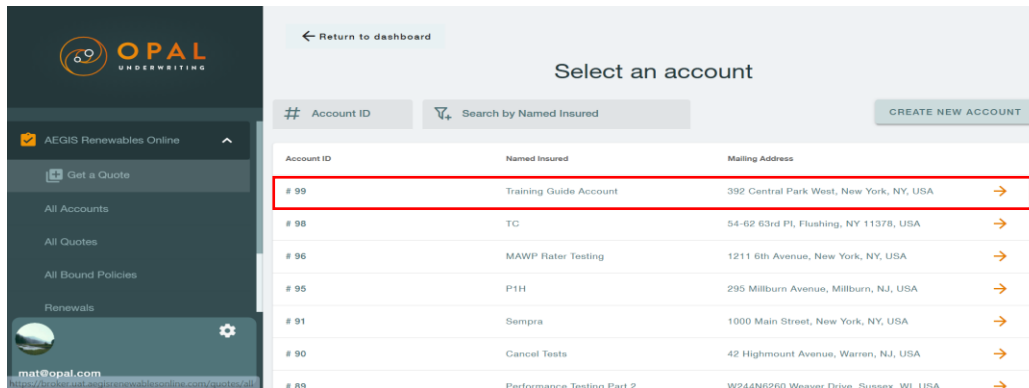 OPAL
UNDERWRITING
AEGIS Renewables Online
Get a Quote
All Accounts
All Quotes
All Bound Policies
Renewals
mat@opal.com
https://broker.uat.aegisrenewablesonline.com/quotes/all
Return to dashboard
Select an account
# Account ID
Search by Named Insured
CREATE NEW ACCOUNT
Account ID Named Insured Mailing Address
# 99 Training Guide Account 392 Central Park West, New York, NY, USA
# 98 TC 54-62 63rd Pl, Flushing, NY 11378, USA
# 96 MAWP Rater Testing 1211 6th Avenue, New York, NY, USA
# 95 P1H 295 Millburn Avenue, Millburn, NJ, USA
# 91 Sempra 1000 Main Street, New York, NY, USA
# 90 Cancel Tests 42 Highmount Avenue, Warren, NJ, USA
# 89 Performance Testing Part 2 W244N6260 Weaver Drive, Sussex, WI, USA